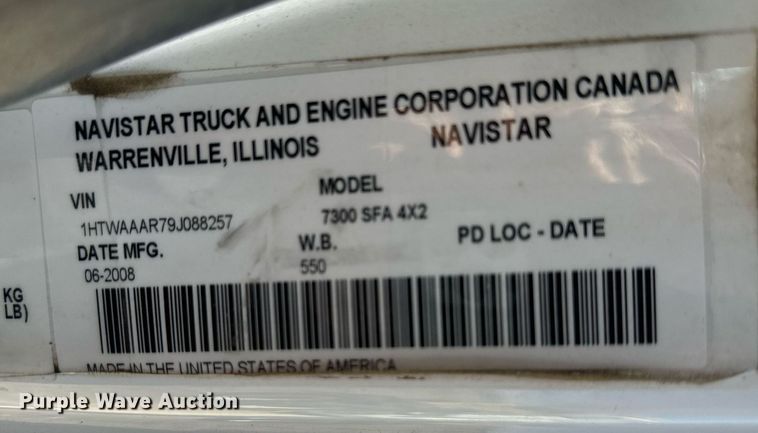 NAVISTAR TRUCK AND ENGINE CORPORATION CANADA
WARRENVILLE, ILLINOIS NAVISTAR
VIN MODEL
1HTWAAAR79J088257 7300 SFA 4X2
DATE MFG. W.B. PD LOC - DATE
06-2008 550
KG
LB)
MADE IN THE UNITED STATES OF AMERICA
Purple Wave Auction